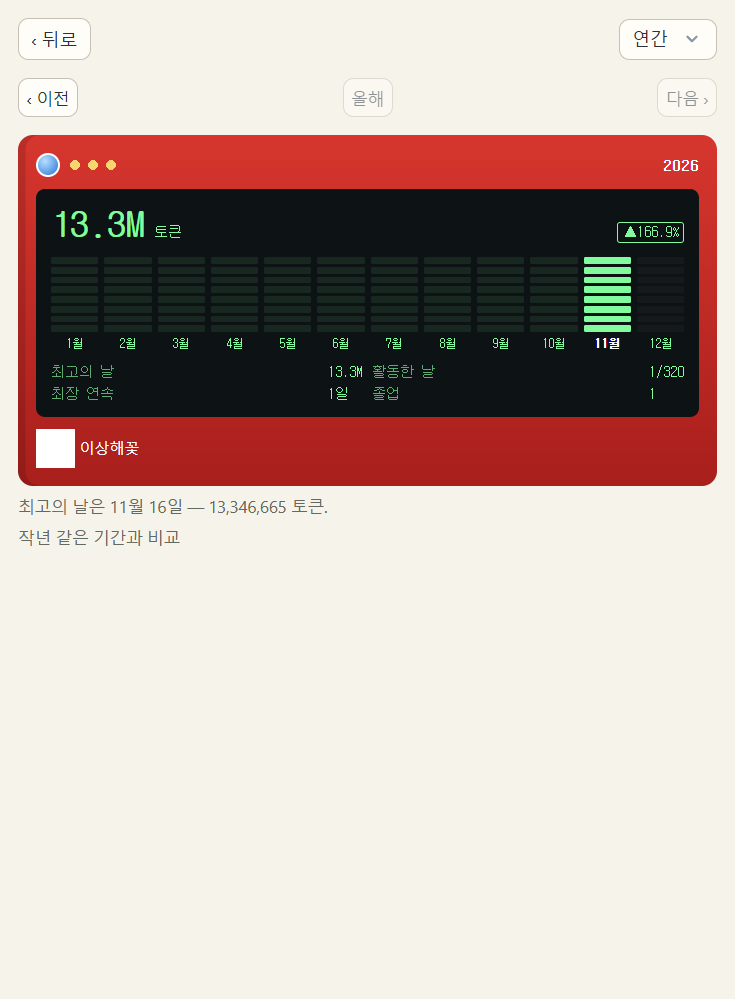 ‹ 뒤로
연간
‹ 이전
올해
다음 ›
2026
13.3M 토큰
▲166.9%
1월 2월 3월 4월 5월 6월 7월 8월 9월 10월 11월 12월
최고의 날 13.3M 활동한 날 1/320
최장 연속 1일 졸업 1
이상해꽃
최고의 날은 11월 16일 — 13,346,665 토큰.
작년 같은 기간과 비교